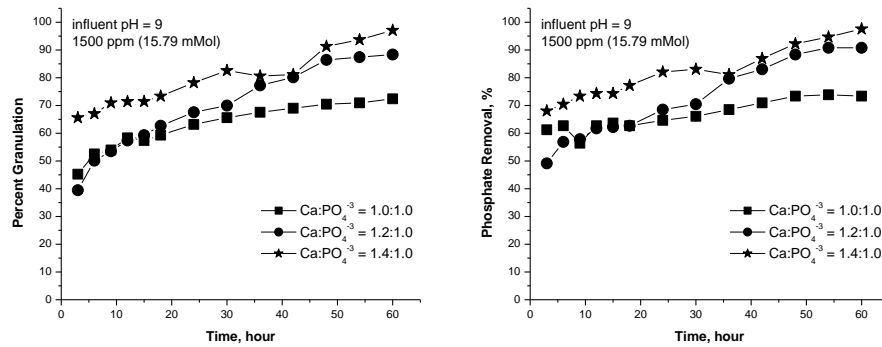 influent pH = 9
1500 ppm (15.79 mMol)
100
90
80
70
60
50
40
30
20
10
0
Percent Granulation
Ca:PO₄⁻³ = 1.0:1.0
Ca:PO₄⁻³ = 1.2:1.0
Ca:PO₄⁻³ = 1.4:1.0
0 10 20 30 40 50 60
Time, hour
influent pH = 9
1500 ppm (15.79 mMol)
100
90
80
70
60
50
40
30
20
10
0
Phosphate Removal, %
Ca:PO₄⁻³ = 1.0:1.0
Ca:PO₄⁻³ = 1.2:1.0
Ca:PO₄⁻³ = 1.4:1.0
0 10 20 30 40 50 60
Time, hour